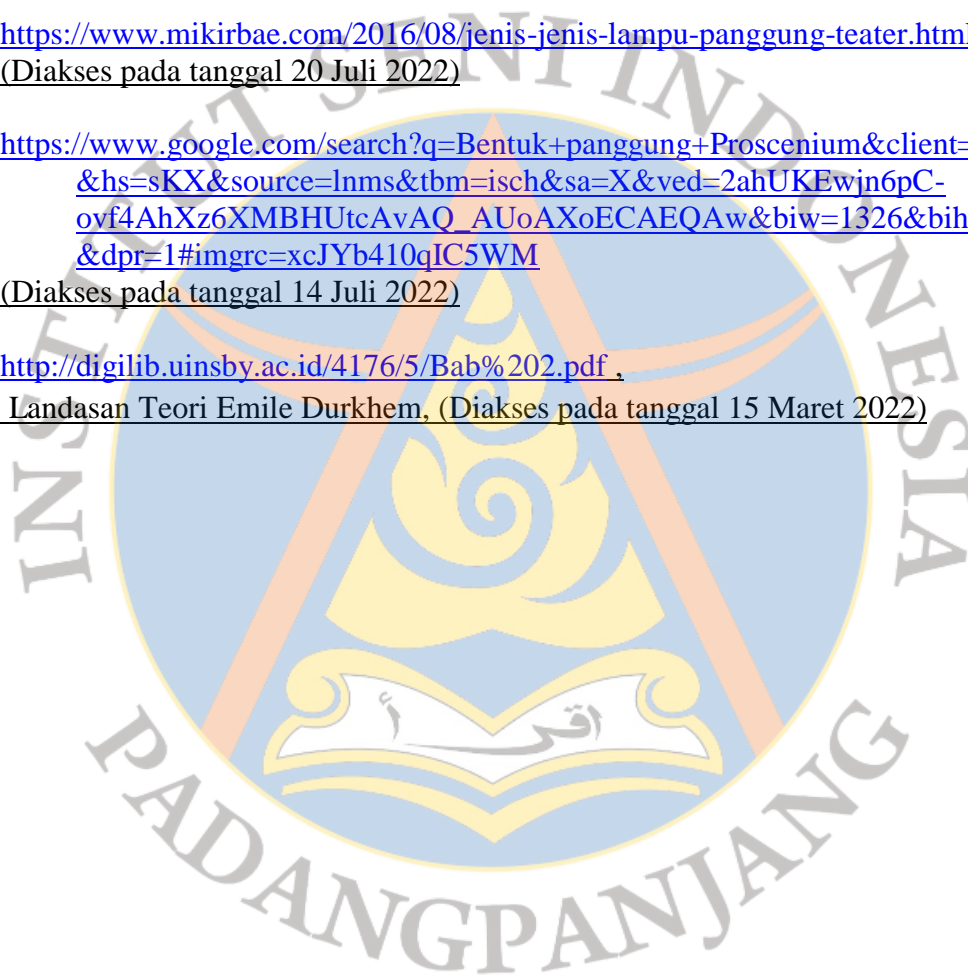 https://www.mikirbae.com/2016/08/jenis-jenis-lampu-panggung-teater.html
(Diakses pada tanggal 20 Juli 2022)
https://www.google.com/search?q=Bentuk+panggung+Proscenium&client=
&hs=sKX&source=lnms&tbm=isch&sa=X&ved=2ahUKEwjn6pC-
ovf4AhXz6XMBHUtcAvAQ_AUoAXoECAEQAw&biw=1326&bih
&dpr=1#imgrc=xcJYb410qIC5WM
(Diakses pada tanggal 14 Juli 2022)
http://digilib.uinsby.ac.id/4176/5/Bab%202.pdf ,
Landasan Teori Emile Durkhem, (Diakses pada tanggal 15 Maret 2022)
INSTITUT SENI INDONESIA
اقرأ
PADANGPANJANG